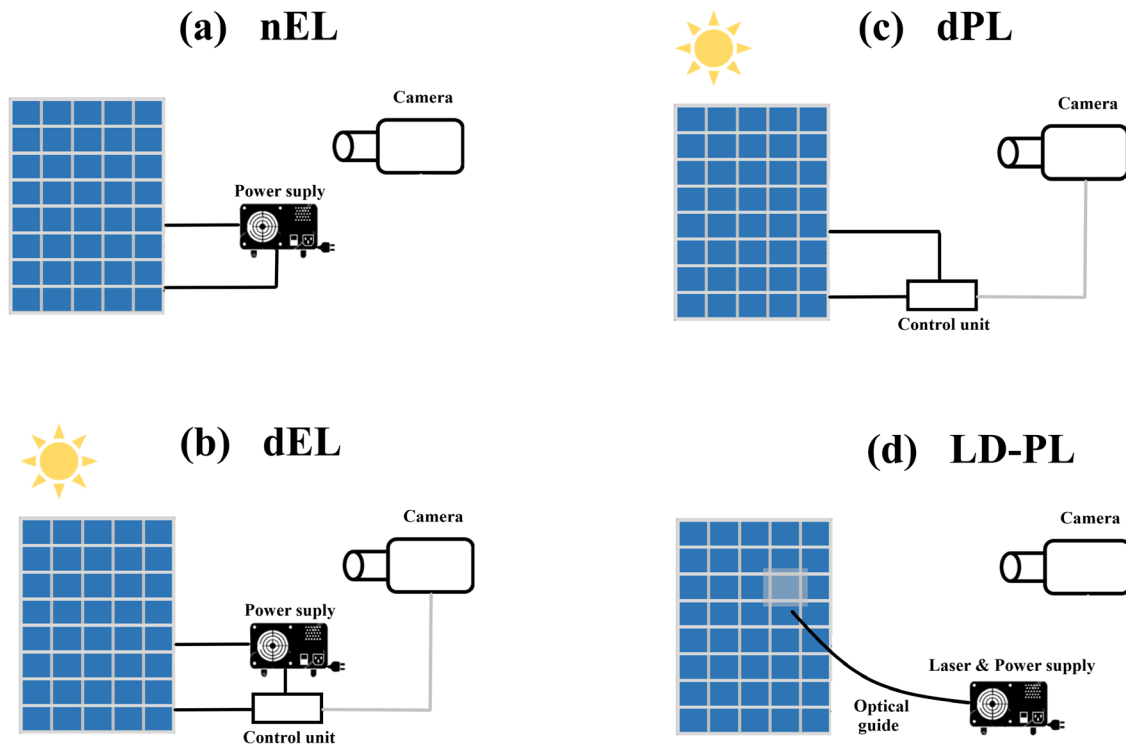 (a) nEL
Camera
Power suply
(c) dPL
Camera
Control unit
(b) dEL
Camera
Power suply
Control unit
(d) LD-PL
Camera
Laser & Power supply
Optical
guide